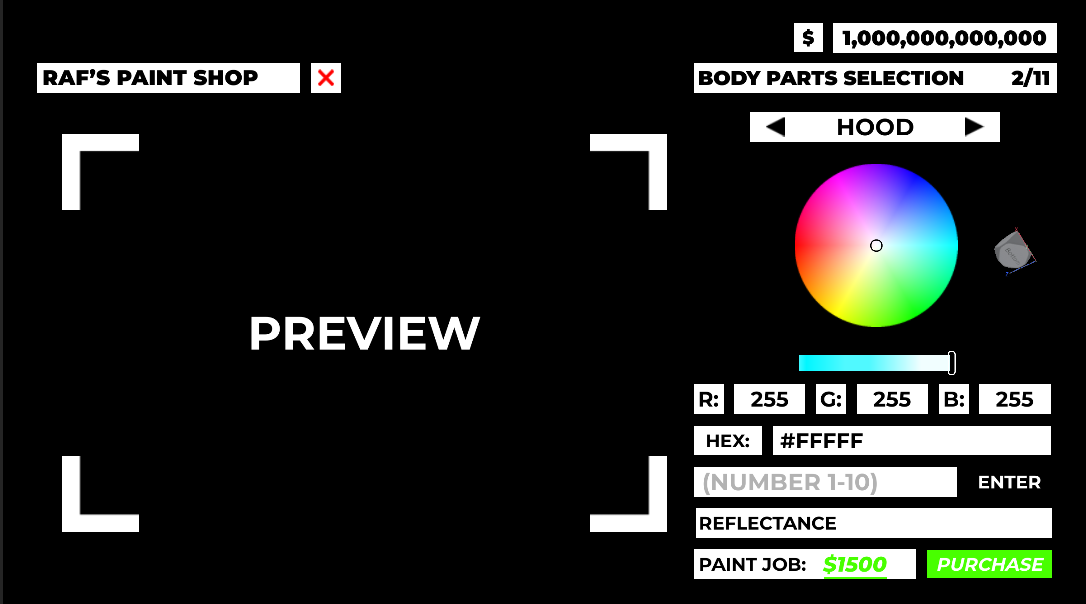 $ 1,000,000,000,000
RAF’S PAINT SHOP
BODY PARTS SELECTION 2/11
HOOD
PREVIEW
R: 255 G: 255 B: 255
HEX: #FFFFF
(NUMBER 1-10) ENTER
REFLECTANCE
PAINT JOB: $1500 PURCHASE